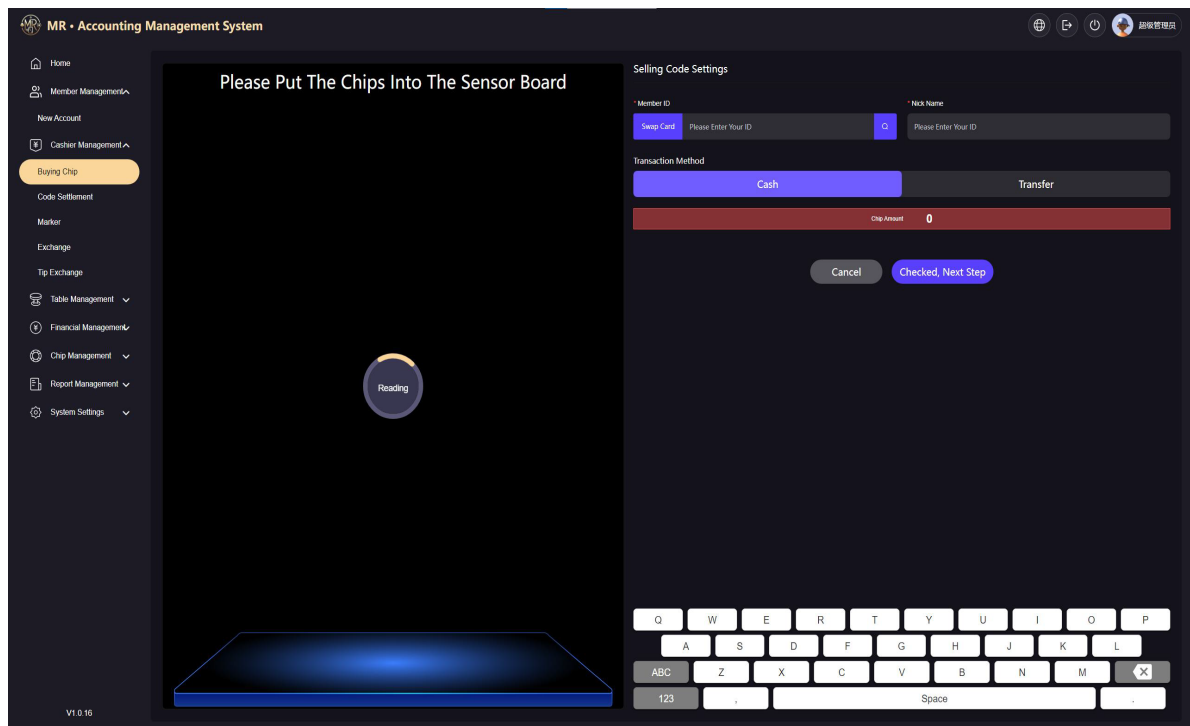 MR • Accounting Management System
超级管理员
Home
Member Management
New Account
Cashier Management
Buying Chip
Code Settlement
Marker
Exchange
Tip Exchange
Table Management
Financial Management
Chip Management
Report Management
System Settings
V1.0.16
Please Put The Chips Into The Sensor Board
Reading
Selling Code Settings
* Member ID
* Nick Name
Swap Card Please Enter Your ID
Please Enter Your ID
Transaction Method
Cash Transfer
Chip Amount 0
Cancel Checked, Next Step
Q W E R T Y U I O P
A S D F G H J K L
ABC Z X C V B N M
123 , Space .